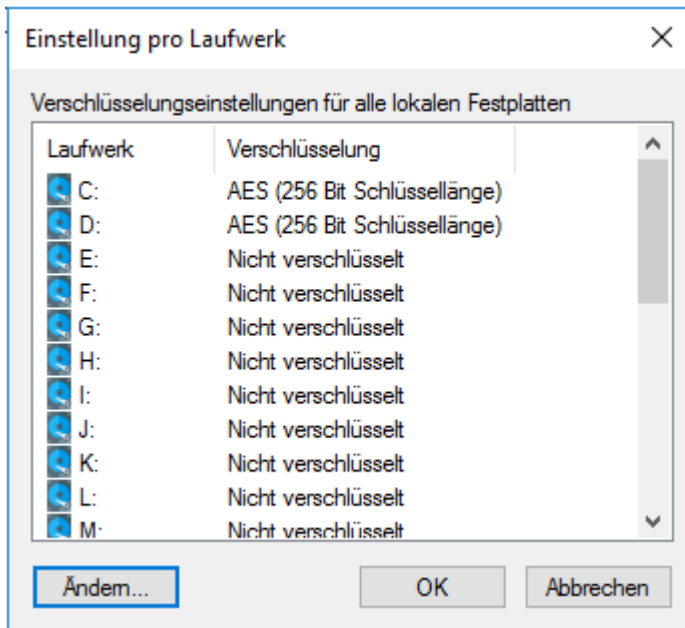 Einstellung pro Laufwerk
Verschlüsselungseinstellungen für alle lokalen Festplatten
Laufwerk Verschlüsselung
C: AES (256 Bit Schlüssellänge)
D: AES (256 Bit Schlüssellänge)
E: Nicht verschlüsselt
F: Nicht verschlüsselt
G: Nicht verschlüsselt
H: Nicht verschlüsselt
I: Nicht verschlüsselt
J: Nicht verschlüsselt
K: Nicht verschlüsselt
L: Nicht verschlüsselt
M: Nicht verschlüsselt
Ändern... OK Abbrechen